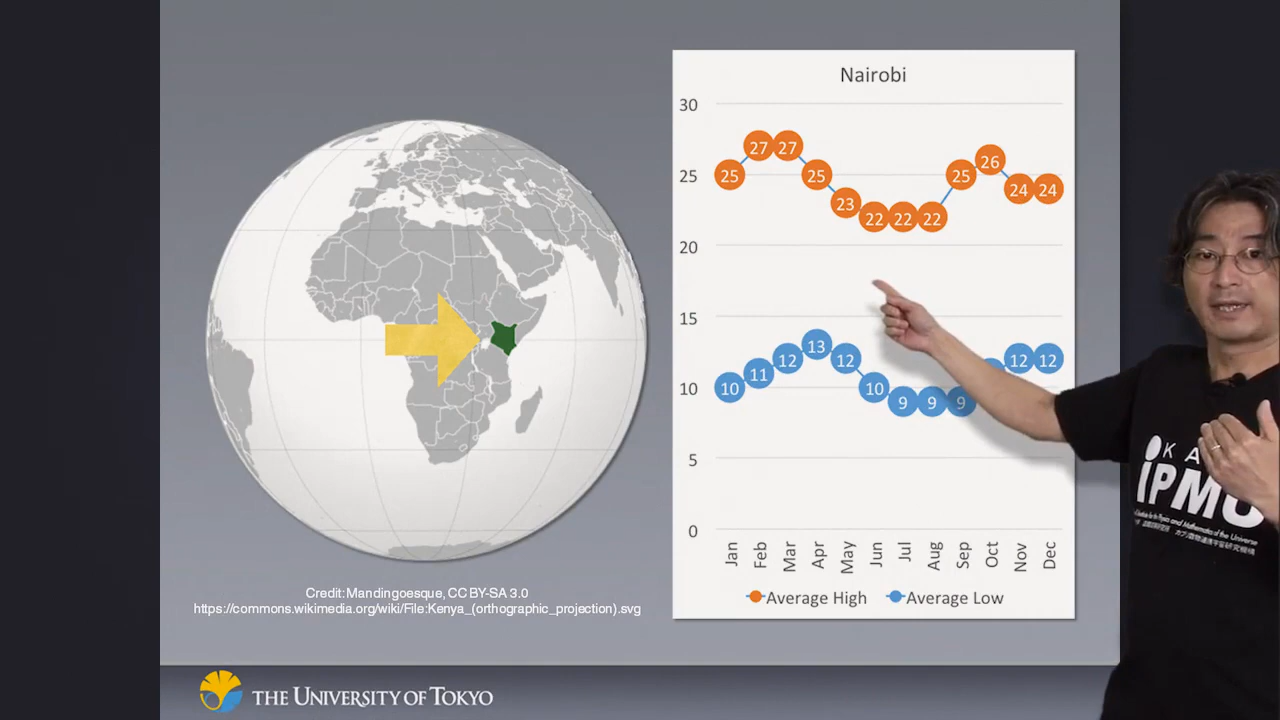 Nairobi
30
25
20
15
10
5
0
25 27 27 25 23 22 22 22 25 26 24 24
10 11 12 13 12 10 9 9 9 12 12
Jan Feb Mar Apr May Jun Jul Aug Sep Oct Nov Dec
Average High Average Low
Credit: Mandingoesque, CC BY-SA 3.0
https://commons.wikimedia.org/wiki/File:Kenya_(orthographic_projection).svg
THE UNIVERSITY OF TOKYO
KA
IPMU